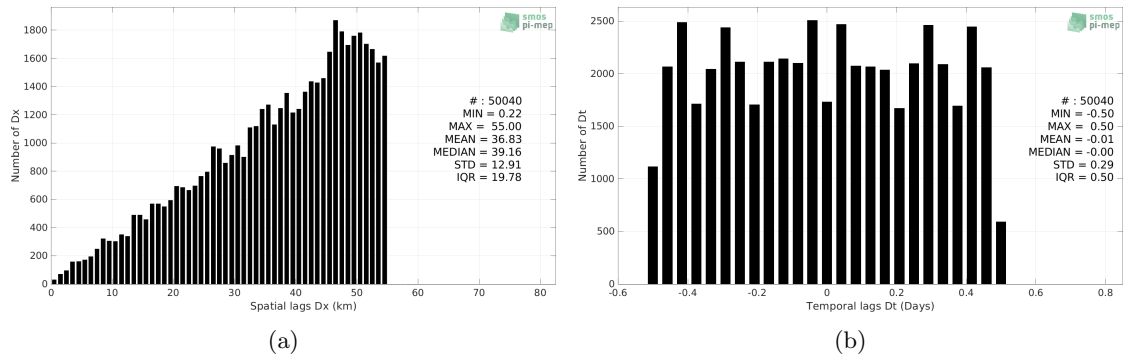 smos
pi-mep
Number of Dx
1800
1600
1400
1200
1000
800
600
400
200
0
# : 50040
MIN = 0.22
MAX = 55.00
MEAN = 36.83
MEDIAN = 39.16
STD = 12.91
IQR = 19.78
0 10 20 30 40 50 60 70 80
Spatial lags Dx (km)
(a)
smos
pi-mep
Number of Dt
2500
2000
1500
1000
500
0
# : 50040
MIN = -0.50
MAX = 0.50
MEAN = -0.01
MEDIAN = -0.00
STD = 0.29
IQR = 0.50
-0.6 -0.4 -0.2 0 0.2 0.4 0.6 0.8
Temporal lags Dt (Days)
(b)